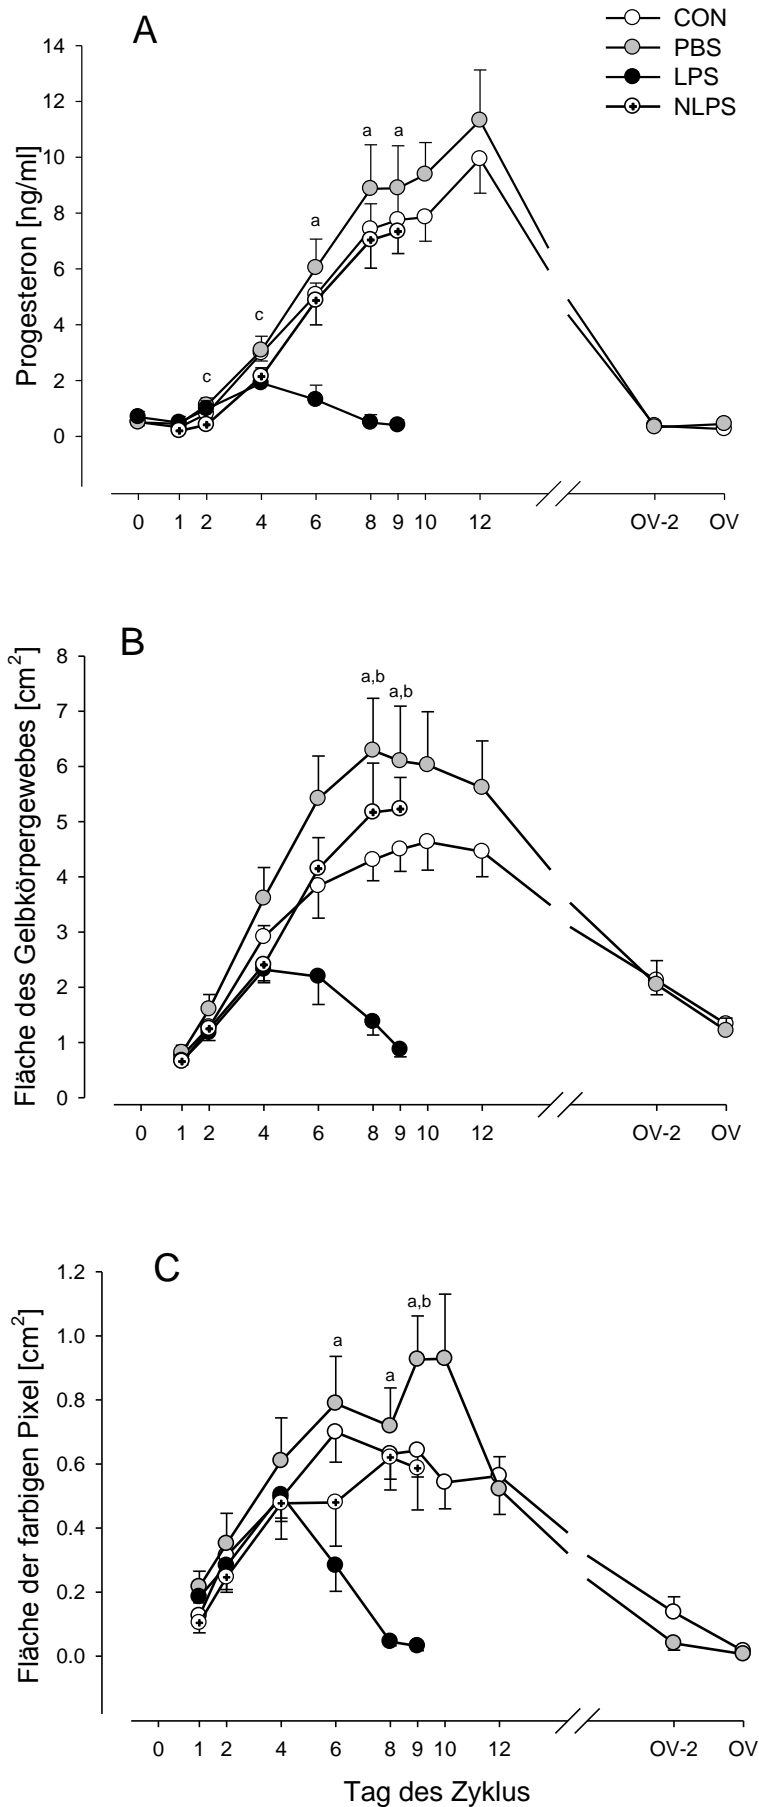 A
CON
PBS
LPS
NLPS
Progesteron [ng/ml]
14
12
10
8
6
4
2
0
a a
a
c
c
0 1 2 4 6 8 9 10 12 OV-2 OV
B
Fläche des Gelbkörpergewebes [cm²]
8
7
6
5
4
3
2
1
0
a,b
a,b
0 1 2 4 6 8 9 10 12 OV-2 OV
C
Fläche der farbigen Pixel [cm²]
1.2
1.0
0.8
0.6
0.4
0.2
0.0
a,b
a
a
0 1 2 4 6 8 9 10 12 OV-2 OV
Tag des Zyklus